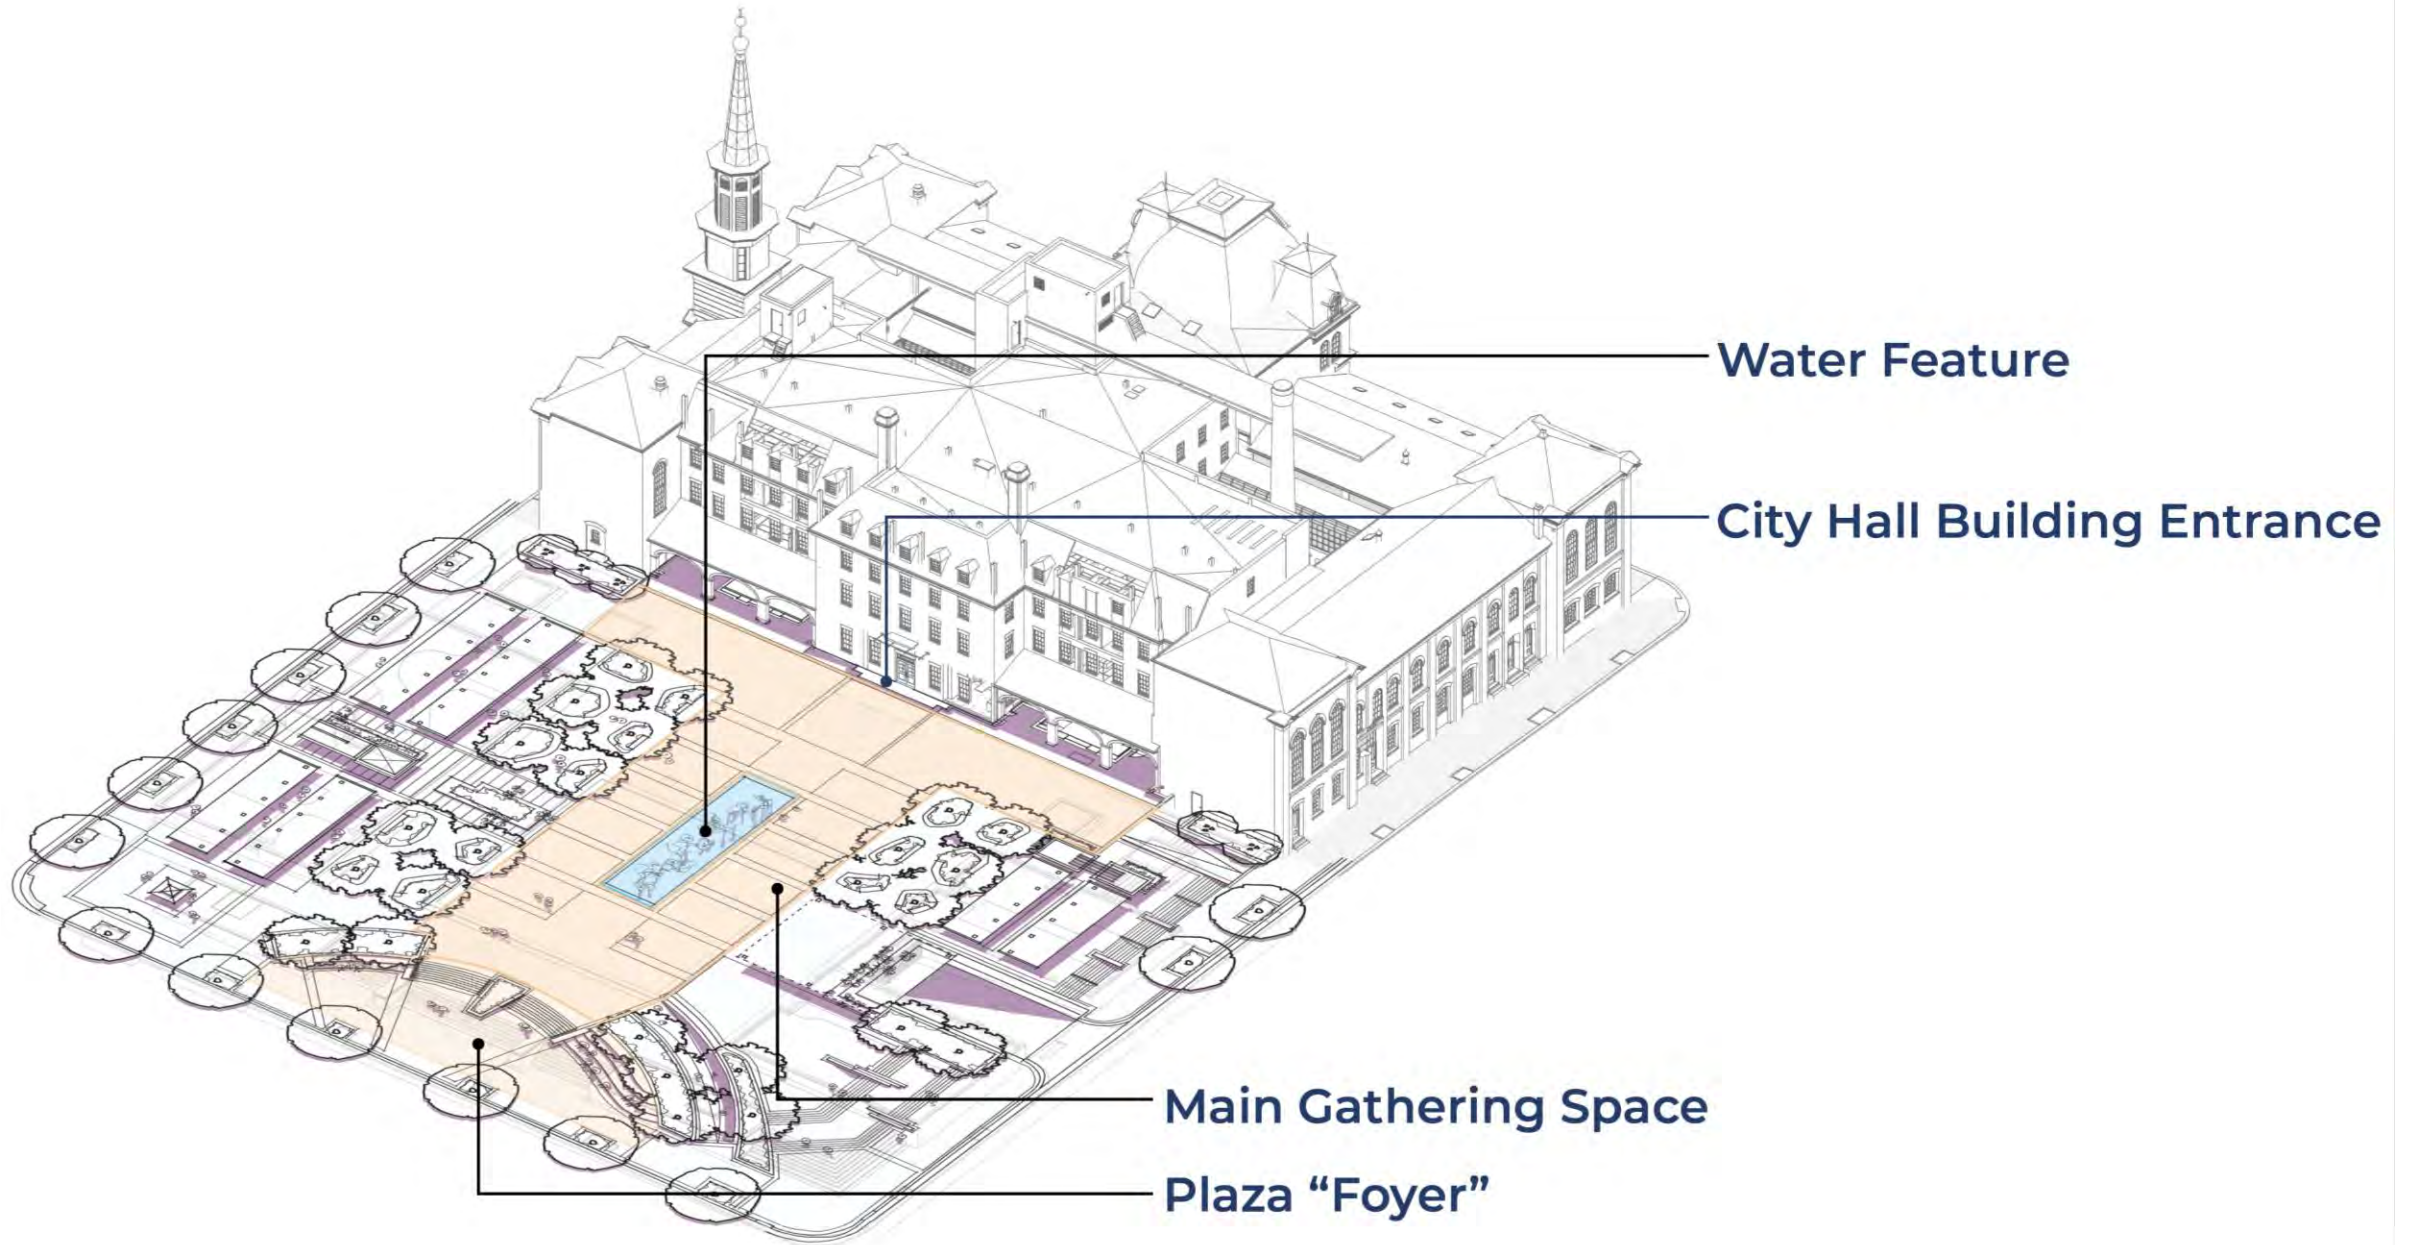 Water Feature
City Hall Building Entrance
Main Gathering Space
Plaza “Foyer”